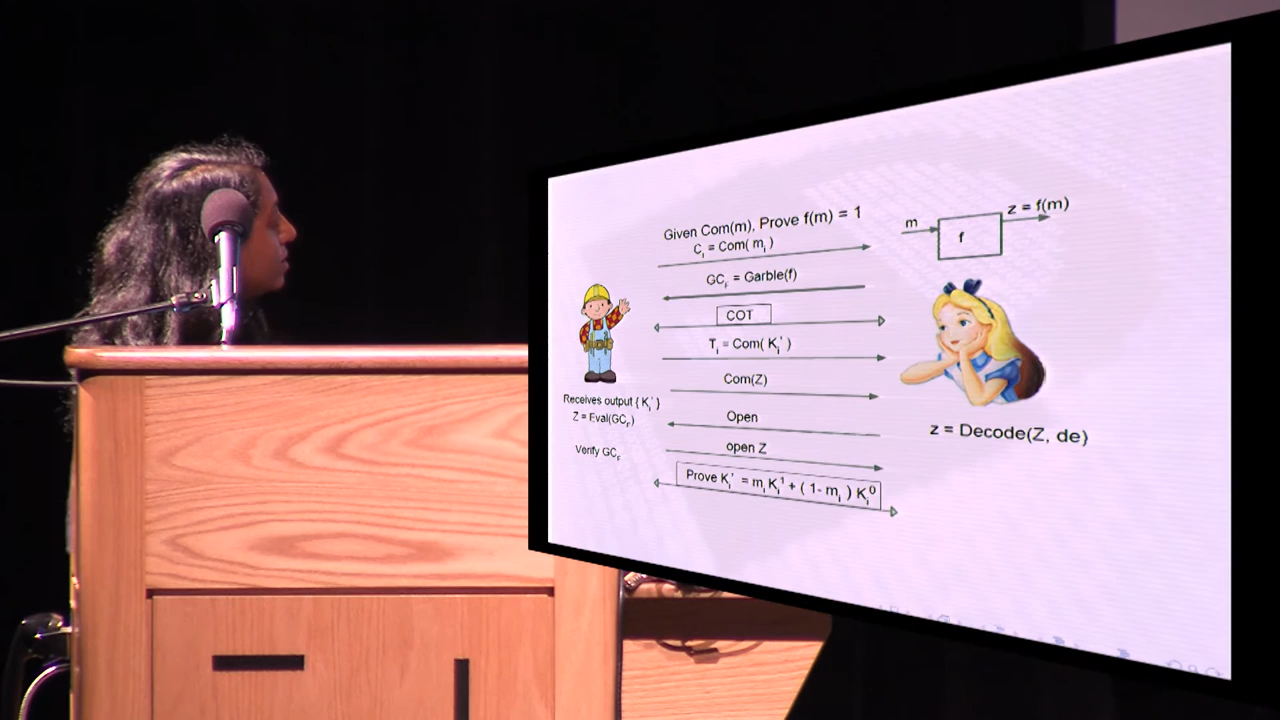 Given Com(m), Prove f(m) = 1
C_i = Com( m_i )
m
f
z = f(m)
GC_F = Garble(f)
COT
T_i = Com( K_i' )
Com(Z)
Receives output { K_i' }
Z = Eval(GC_F)
Open
z = Decode(Z, de)
Verify GC_F
open Z
Prove K_i' = m_i K_i^1 + ( 1- m_i ) K_i^0